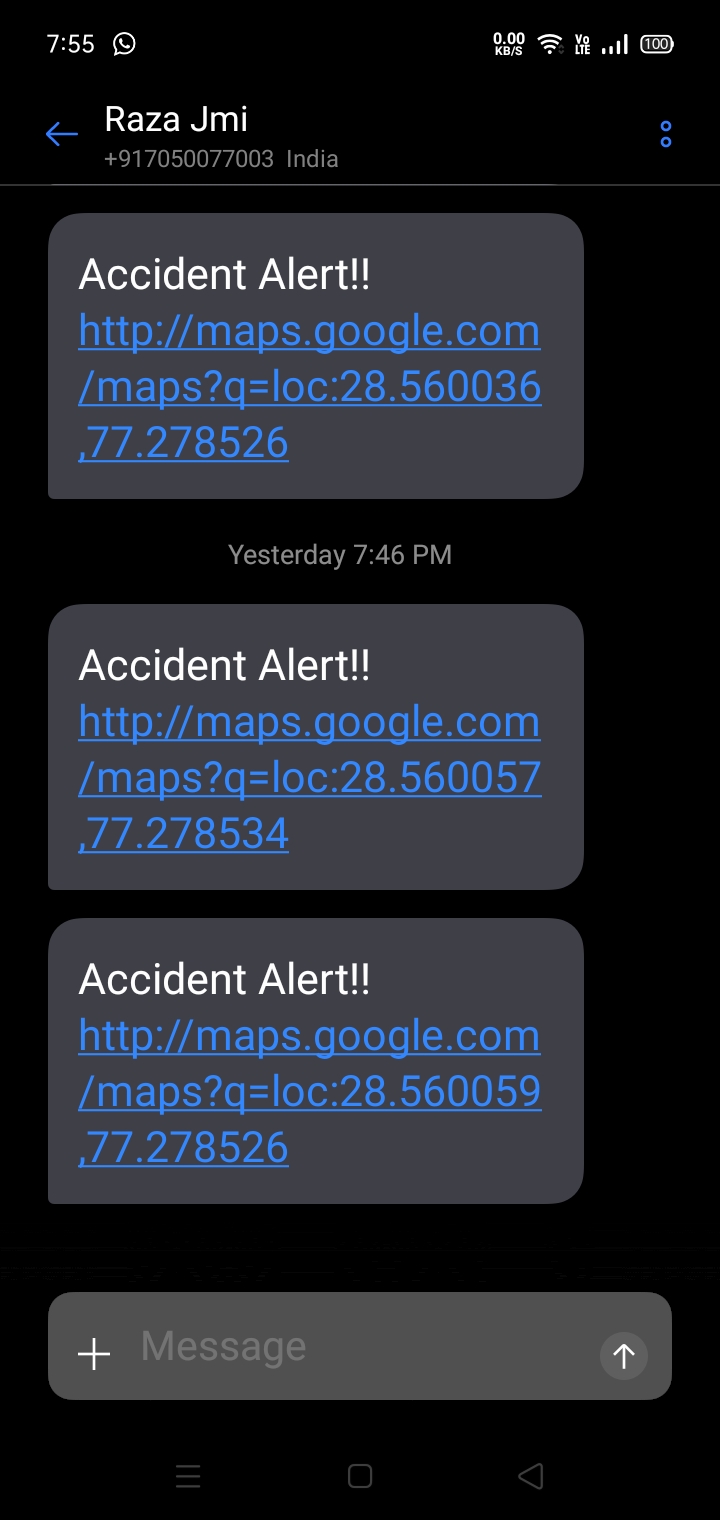 7:55
0.00
KB/S
Vo
LTE
100
Raza Jmi
+917050077003 India
Accident Alert!!
http://maps.google.com
/maps?q=loc:28.560036
,77.278526
Yesterday 7:46 PM
Accident Alert!!
http://maps.google.com
/maps?q=loc:28.560057
,77.278534
Accident Alert!!
http://maps.google.com
/maps?q=loc:28.560059
,77.278526
Message